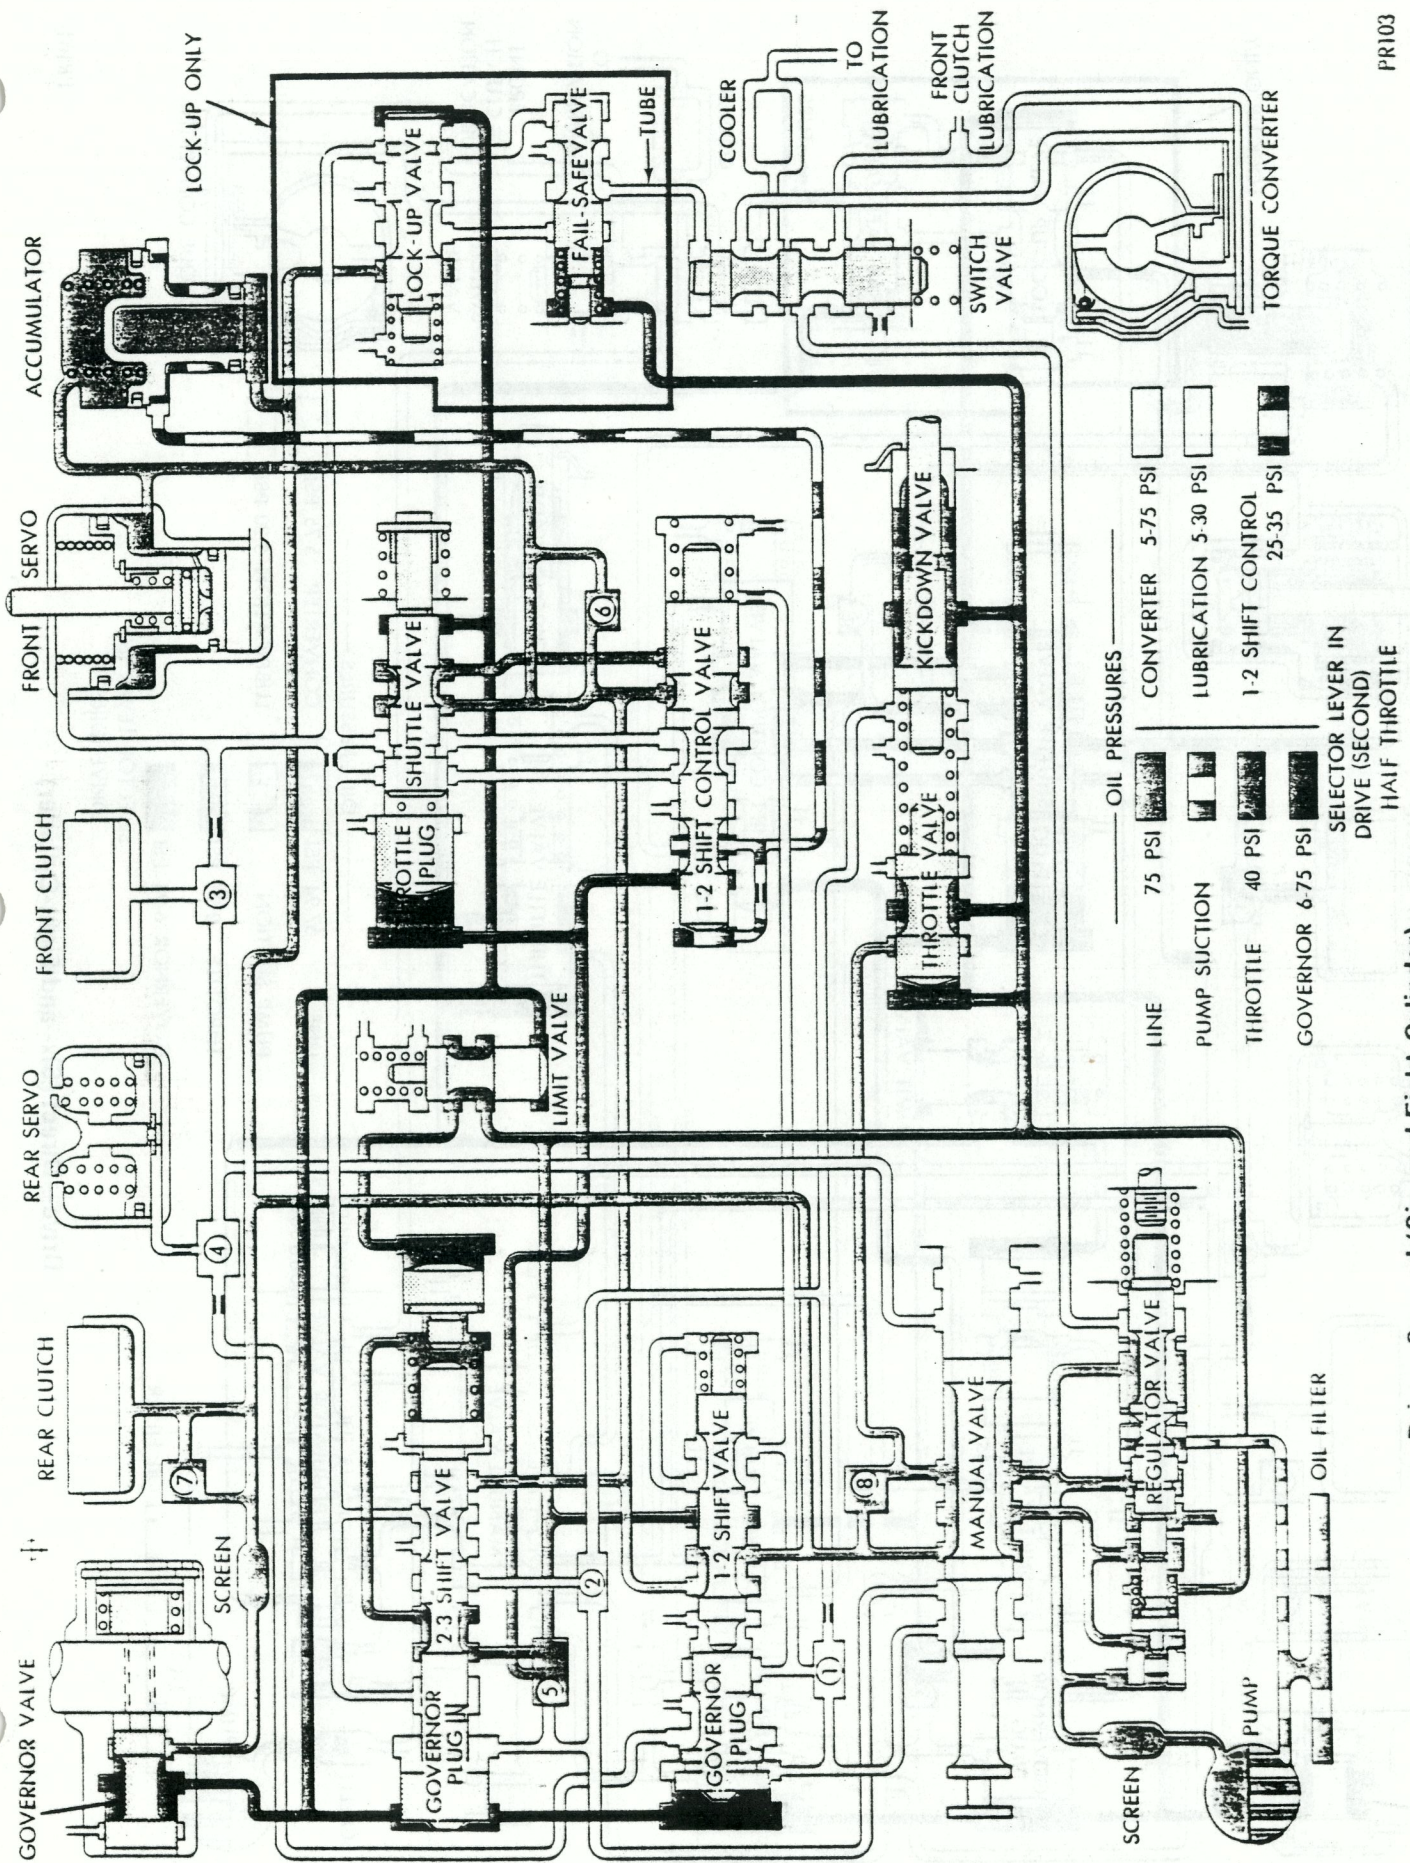 GOVERNOR VALVE
REAR CLUTCH
REAR SERVO
FRONT CLUTCH
FRONT SERVO
ACCUMULATOR
LOCK-UP ONLY
SCREEN
7
4
3
LOCK-UP VALVE
FAIL-SAFE VALVE
TUBE
GOVERNOR
PLUG
2-3 SHIFT VALVE
LIMIT VALVE
THROTTLE
PLUG
SHUTTLE VALVE
5
2
6
COOLER
TO
LUBRICATION
FRONT
CLUTCH
LUBRICATION
GOVERNOR
PLUG
1-2 SHIFT VALVE
1-2 SHIFT CONTROL VALVE
SWITCH
VALVE
1
8
MANUAL VALVE
THROTTLE VALVE
KICKDOWN VALVE
TORQUE CONVERTER
SCREEN
PUMP
REGULATOR VALVE
OIL FILTER
OIL PRESSURES
LINE 75 PSI
PUMP SUCTION
THROTTLE 40 PSI
GOVERNOR 6-75 PSI
CONVERTER 5-75 PSI
LUBRICATION 5-30 PSI
1-2 SHIFT CONTROL
25-35 PSI
SELECTOR LEVER IN
DRIVE (SECOND)
HALF THROTTLE
PR103